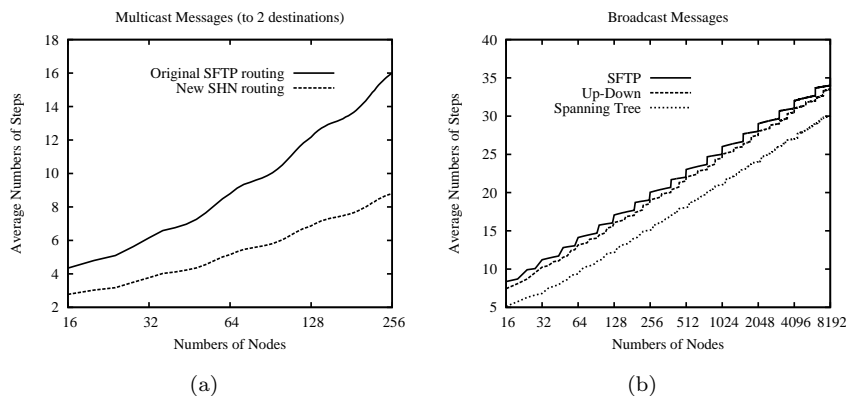 Multicast Messages (to 2 destinations)
18
16
14
12
10
8
6
4
2
Average Numbers of Steps
Original SFTP routing
New SHN routing
16 32 64 128 256
Numbers of Nodes
(a)
Broadcast Messages
40
35
30
25
20
15
10
5
Average Numbers of Steps
SFTP
Up-Down
Spanning Tree
16 32 64 128 256 512 1024 2048 4096 8192
Numbers of Nodes
(b)